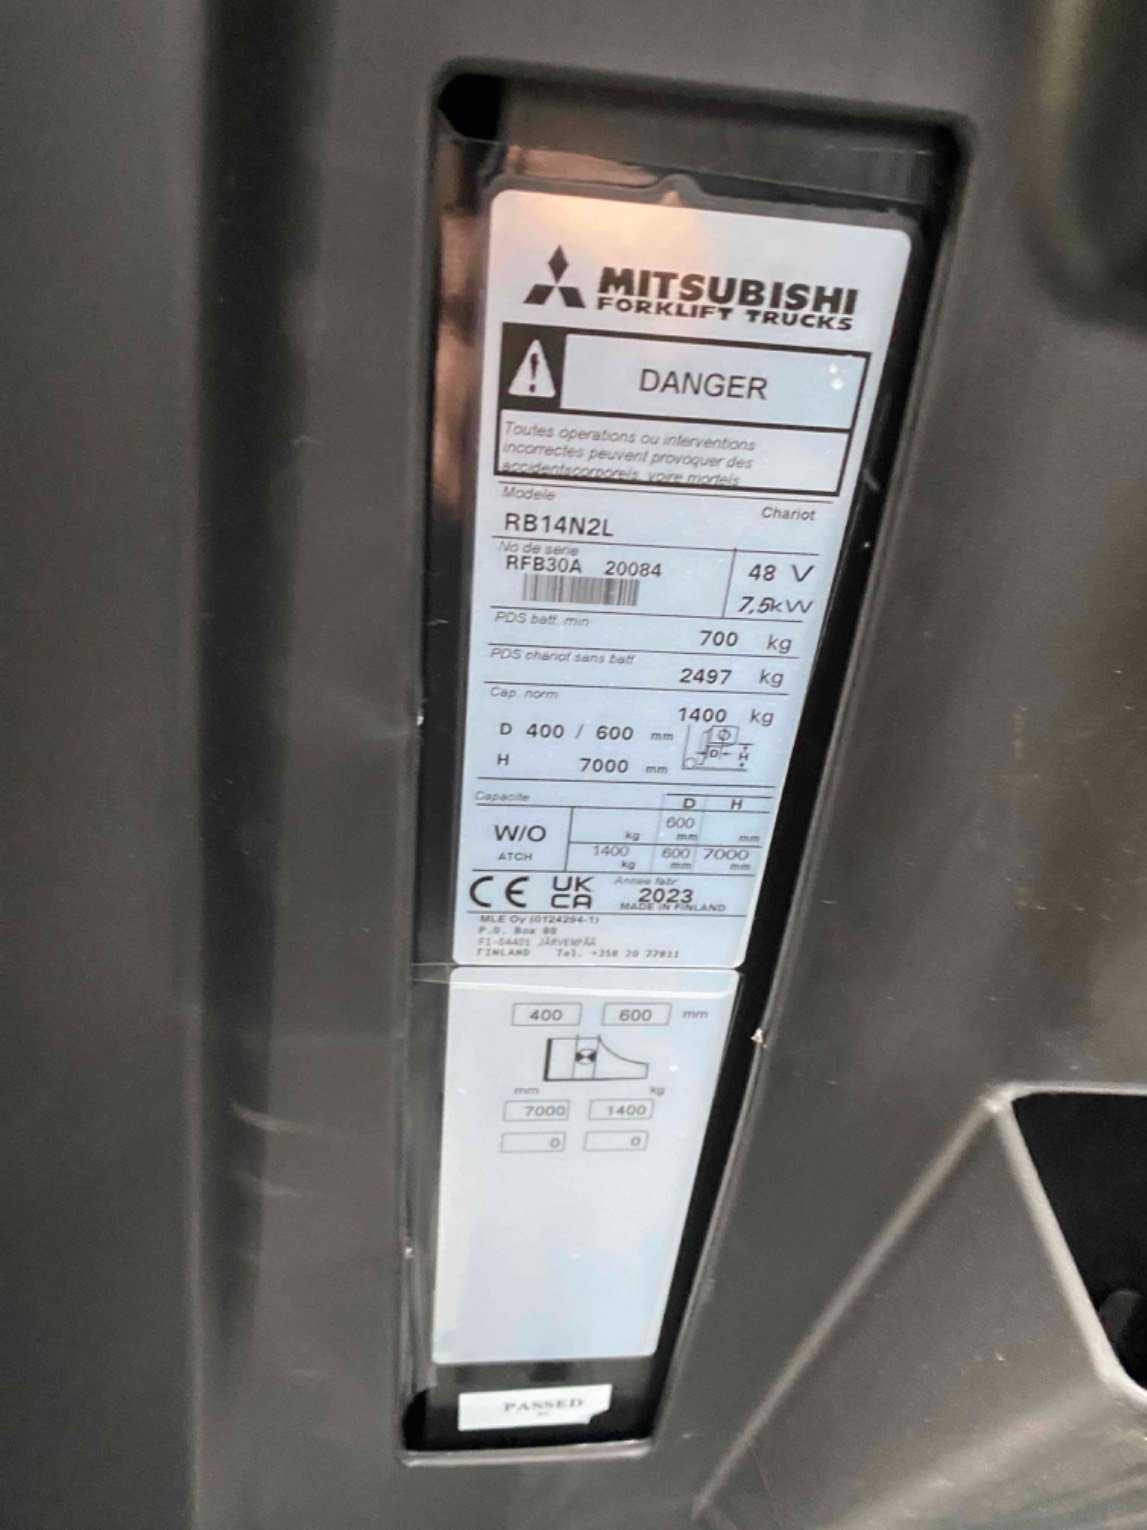 MITSUBISHI
FORKLIFT TRUCKS
DANGER
Toutes operations ou interventions
incorrectes peuvent provoquer des
accidentscorporels, voire mortels
Modele
Chariot
RB14N2L
No de serie
RFB30A 20084
48 V
7,5kW
PDS batt. min
700 kg
PDS chariot sans batt
2497 kg
Cap. norm
1400 kg
D 400 / 600 mm
D H
H 7000 mm
Capacite
D H
W/O
kg 600 mm mm
ATCH
1400 kg 600 mm 7000 mm
CE UK CA
Annee fabr
2023
MADE IN FINLAND
MLE Oy (0124294-1)
P.O. Box 88
FI-04401 JÄRVENPÄÄ
FINLAND Tel. +358 20 77811
400 600 mm
mm kg
7000 1400
0 0
PASSED